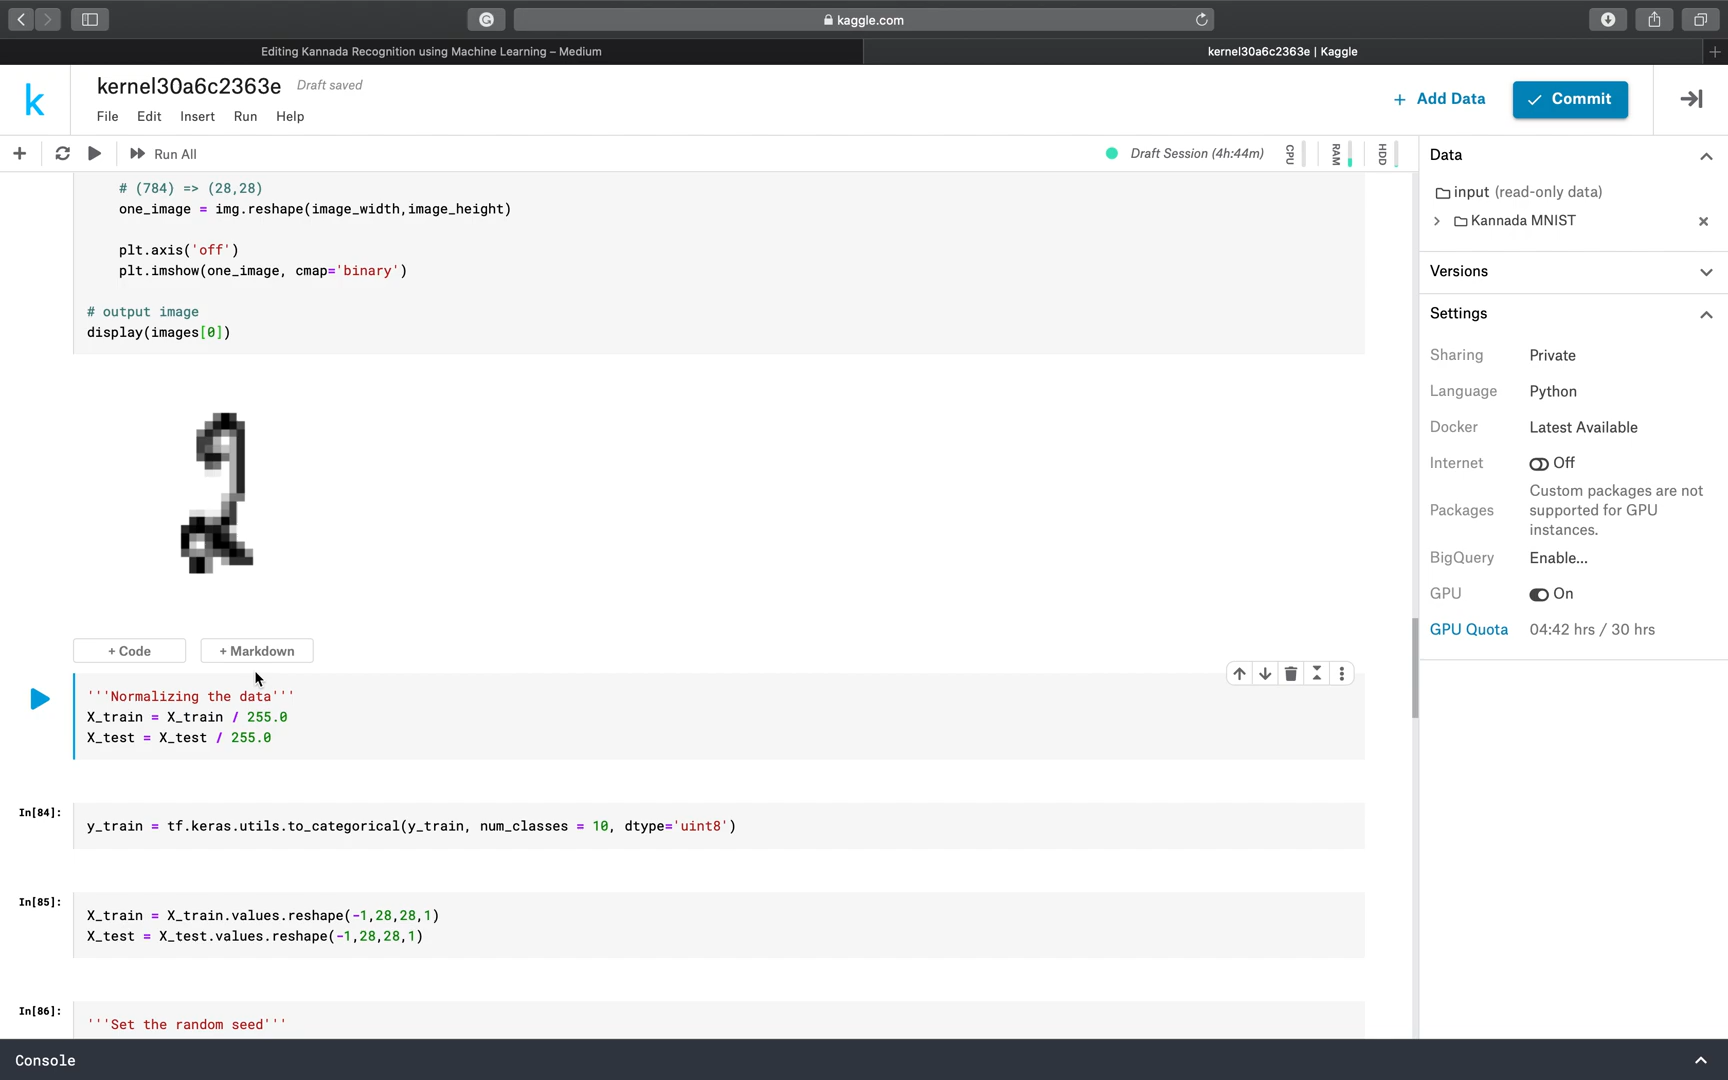 kaggle.com
Editing Kannada Recognition using Machine Learning – Medium
kernel30a6c2363e | Kaggle
k
kernel30a6c2363e Draft saved
File Edit Insert Run Help
+ Add Data
Commit
Run All
Draft Session (4h:44m)
CPU
RAM
HDD
# (784) => (28,28)
one_image = img.reshape(image_width,image_height)
plt.axis('off')
plt.imshow(one_image, cmap='binary')
# output image
display(images[0])
+ Code
+ Markdown
'''Normalizing the data'''
X_train = X_train / 255.0
X_test = X_test / 255.0
In[84]:
y_train = tf.keras.utils.to_categorical(y_train, num_classes = 10, dtype='uint8')
In[85]:
X_train = X_train.values.reshape(-1,28,28,1)
X_test = X_test.values.reshape(-1,28,28,1)
In[86]:
'''Set the random seed'''
Data
input (read-only data)
Kannada MNIST
Versions
Settings
Sharing Private
Language Python
Docker Latest Available
Internet Off
Packages Custom packages are not
supported for GPU
instances.
BigQuery Enable...
GPU On
GPU Quota 04:42 hrs / 30 hrs
Console